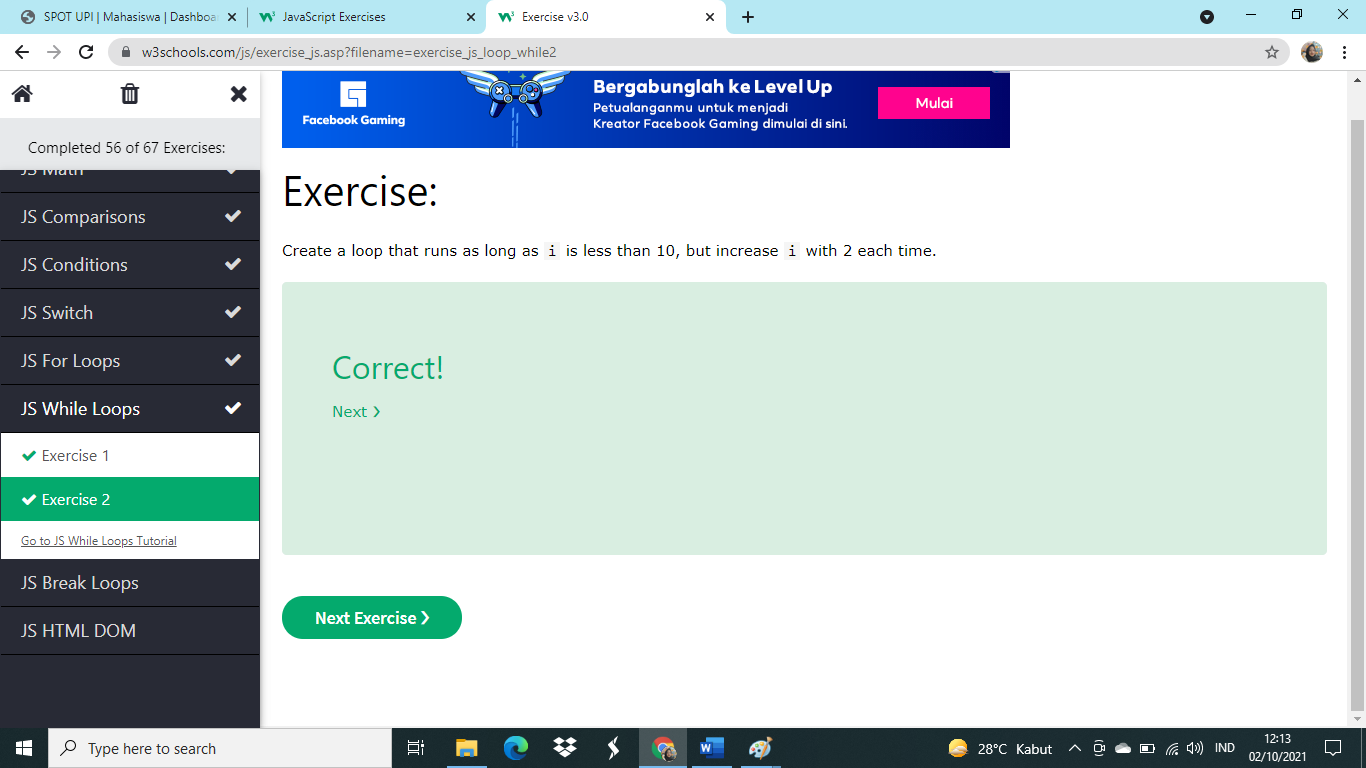 SPOT UPI | Mahasiswa | Dashboa
JavaScript Exercises
Exercise v3.0
w3schools.com/js/exercise_js.asp?filename=exercise_js_loop_while2
Completed 56 of 67 Exercises:
JS Math
JS Comparisons
JS Conditions
JS Switch
JS For Loops
JS While Loops
Exercise 1
Exercise 2
Go to JS While Loops Tutorial
JS Break Loops
JS HTML DOM
Facebook Gaming
Bergabunglah ke Level Up
Petualanganmu untuk menjadi
Kreator Facebook Gaming dimulai di sini.
Mulai
Exercise:
Create a loop that runs as long as i is less than 10, but increase i with 2 each time.
Correct!
Next ❯
Next Exercise ❯
Type here to search
28°C Kabut
IND
12:13
02/10/2021